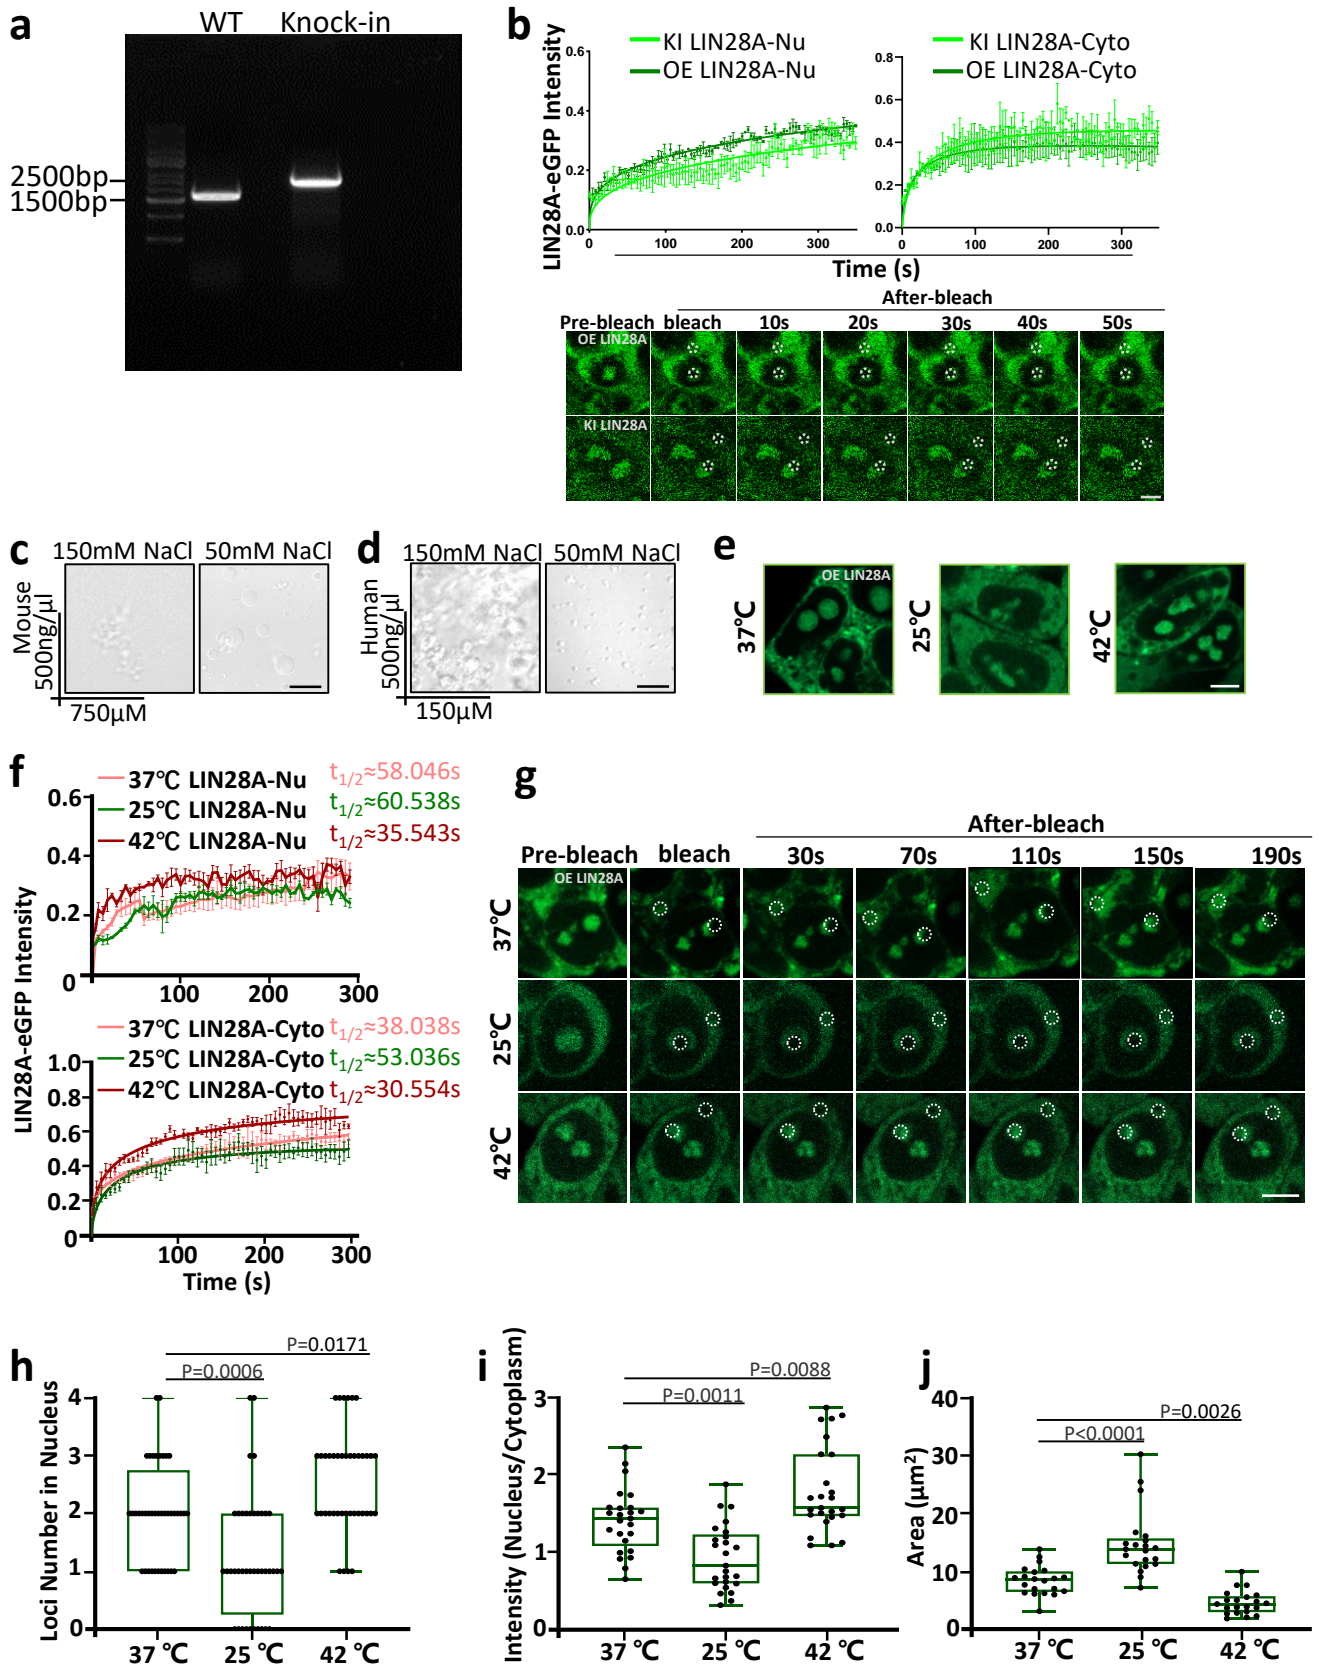 a
WT Knock-in
2500bp
1500bp
b
LIN28A-eGFP Intensity
KI LIN28A-Nu
OE LIN28A-Nu
0.6
0.4
0.2
0.0
0 100 200 300
KI LIN28A-Cyto
OE LIN28A-Cyto
0.8
0.6
0.4
0.2
0.0
0 100 200 300
Time (s)
After-bleach
Pre-bleach bleach 10s 20s 30s 40s 50s
OE LIN28A
KI LIN28A
c
150mM NaCl 50mM NaCl
Mouse
500ng/μl
750μM
d
150mM NaCl 50mM NaCl
Human
500ng/μl
150μM
e
OE LIN28A
37℃
25℃
42℃
f
LIN28A-eGFP Intensity
37℃ LIN28A-Nu t1/2≈58.046s
25℃ LIN28A-Nu t1/2≈60.538s
42℃ LIN28A-Nu t1/2≈35.543s
0.6
0.4
0.2
0
100 200 300
37℃ LIN28A-Cyto t1/2≈38.038s
25℃ LIN28A-Cyto t1/2≈53.036s
42℃ LIN28A-Cyto t1/2≈30.554s
1.0
0.8
0.6
0.4
0.2
0
100 200 300
Time (s)
g
After-bleach
Pre-bleach bleach 30s 70s 110s 150s 190s
OE LIN28A
37℃
25℃
42℃
h
P=0.0171
P=0.0006
Loci Number in Nucleus
4
3
2
1
0
37 ℃ 25 ℃ 42 ℃
i
P=0.0088
P=0.0011
Intensity (Nucleus/Cytoplasm)
3
2
1
0
37 ℃ 25 ℃ 42 ℃
j
P=0.0026
P<0.0001
Area (μm²)
40
30
20
10
0
37 ℃ 25 ℃ 42 ℃